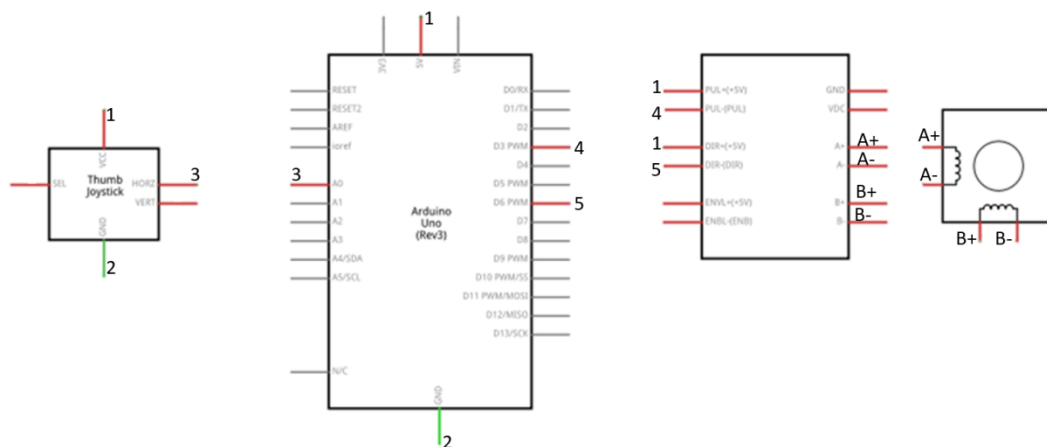 1
VCC
Thumb
Joystick
SEL
HORZ
VERT
3
GND
2
1
3V3
5V
VIN
RESET
RESET2
AREF
ioref
3
A0
A1
A2
A3
A4/SDA
A5/SCL
N/C
Arduino
Uno
(Rev3)
D0/RX
D1/TX
D2
D3 PWM
4
D4
D5 PWM
D6 PWM
5
D7
D8
D9 PWM
D10 PWM/SS
D11 PWM/MOSI
D12/MISO
D13/SCK
GND
2
1
PUL+(+5V)
4
PUL-(PUL)
1
DIR+(+5V)
5
DIR-(DIR)
ENVL+(+5V)
ENBL-(ENB)
GND
VDC
A+
A+
A-
A-
B+
B+
B-
B-
A+
A-
B+
B-